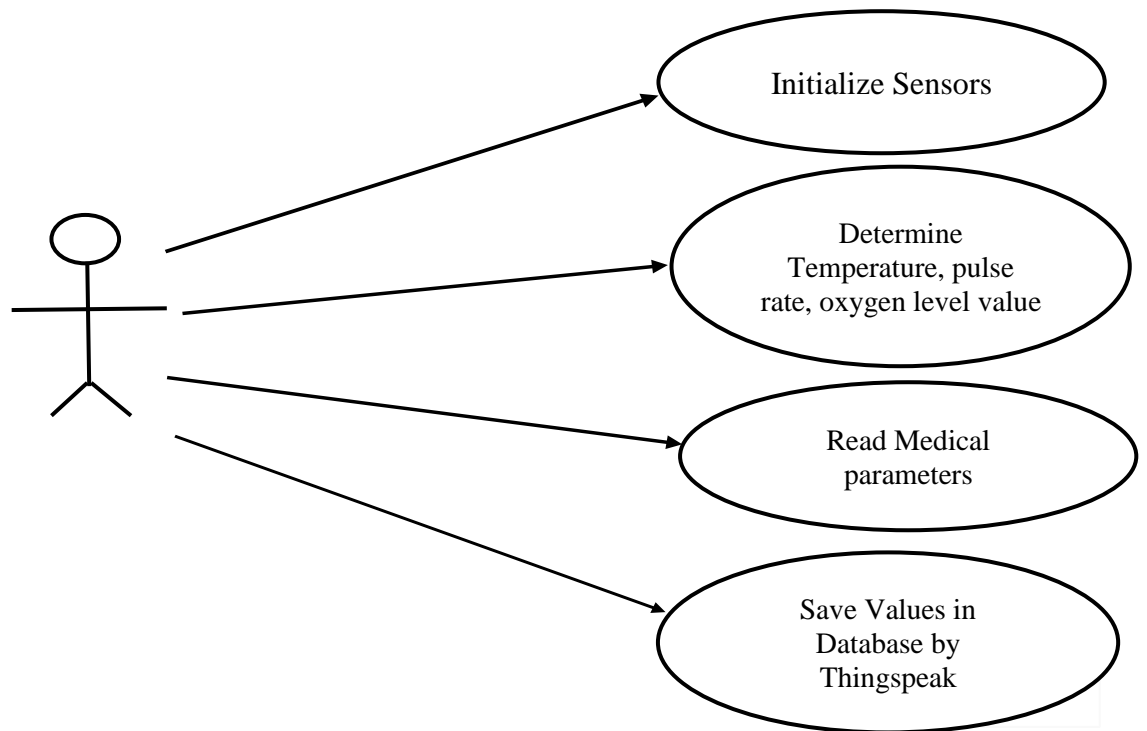 Initialize Sensors
Determine
Temperature, pulse
rate, oxygen level value
Read Medical
parameters
Save Values in
Database by
Thingspeak